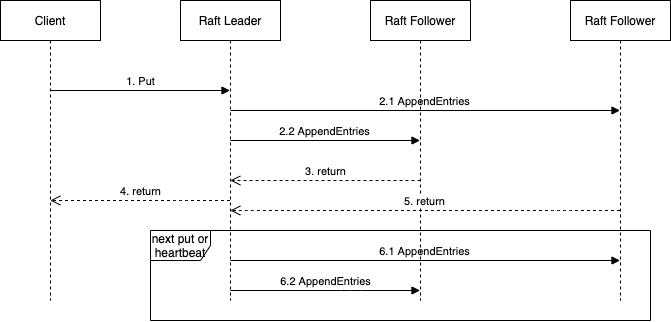 Client
Raft Leader
Raft Follower
Raft Follower
1. Put
2.1 AppendEntries
2.2 AppendEntries
3. return
4. return
5. return
next put or
heartbeat
6.1 AppendEntries
6.2 AppendEntries